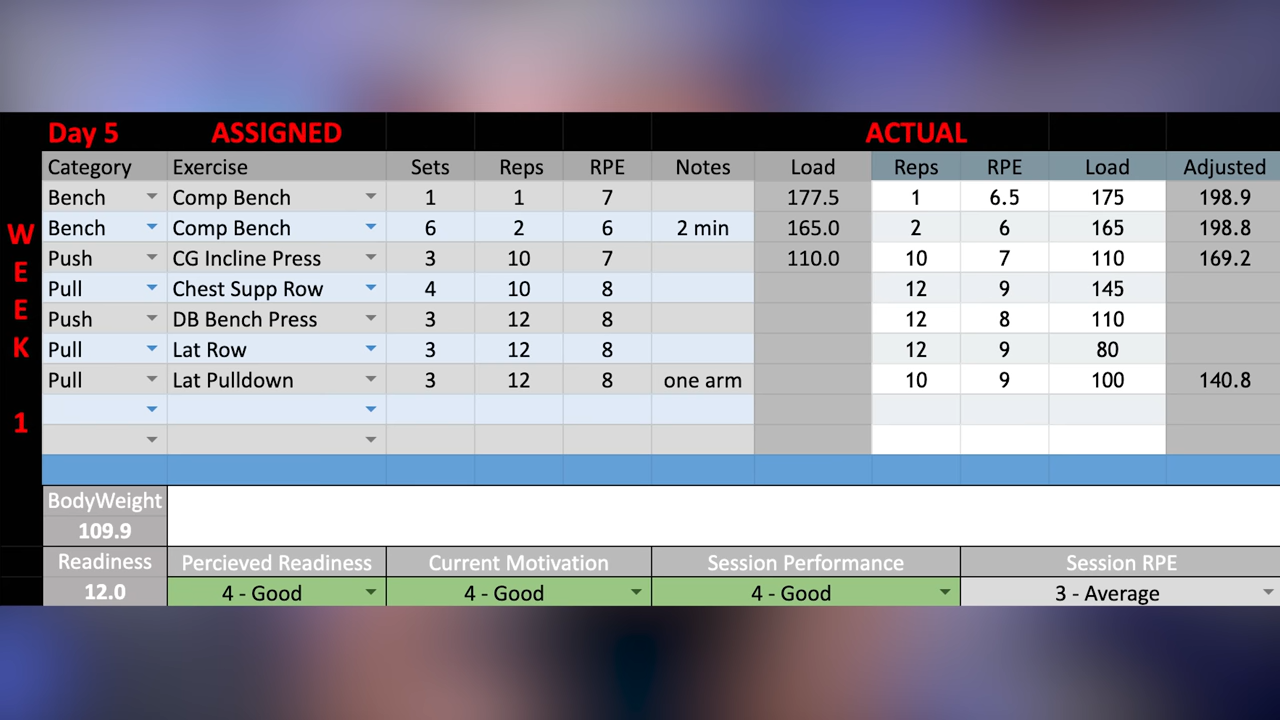 Day 5 ASSIGNED ACTUAL
Category Exercise Sets Reps RPE Notes Load Reps RPE Load Adjusted
Bench Comp Bench 1 1 7 177.5 1 6.5 175 198.9
Bench Comp Bench 6 2 6 2 min 165.0 2 6 165 198.8
Push CG Incline Press 3 10 7 110.0 10 7 110 169.2
Pull Chest Supp Row 4 10 8 12 9 145
Push DB Bench Press 3 12 8 12 8 110
Pull Lat Row 3 12 8 12 9 80
Pull Lat Pulldown 3 12 8 one arm 10 9 100 140.8
WEEK 1
BodyWeight
109.9
Readiness Percieved Readiness Current Motivation Session Performance Session RPE
12.0 4 - Good 4 - Good 4 - Good 3 - Average